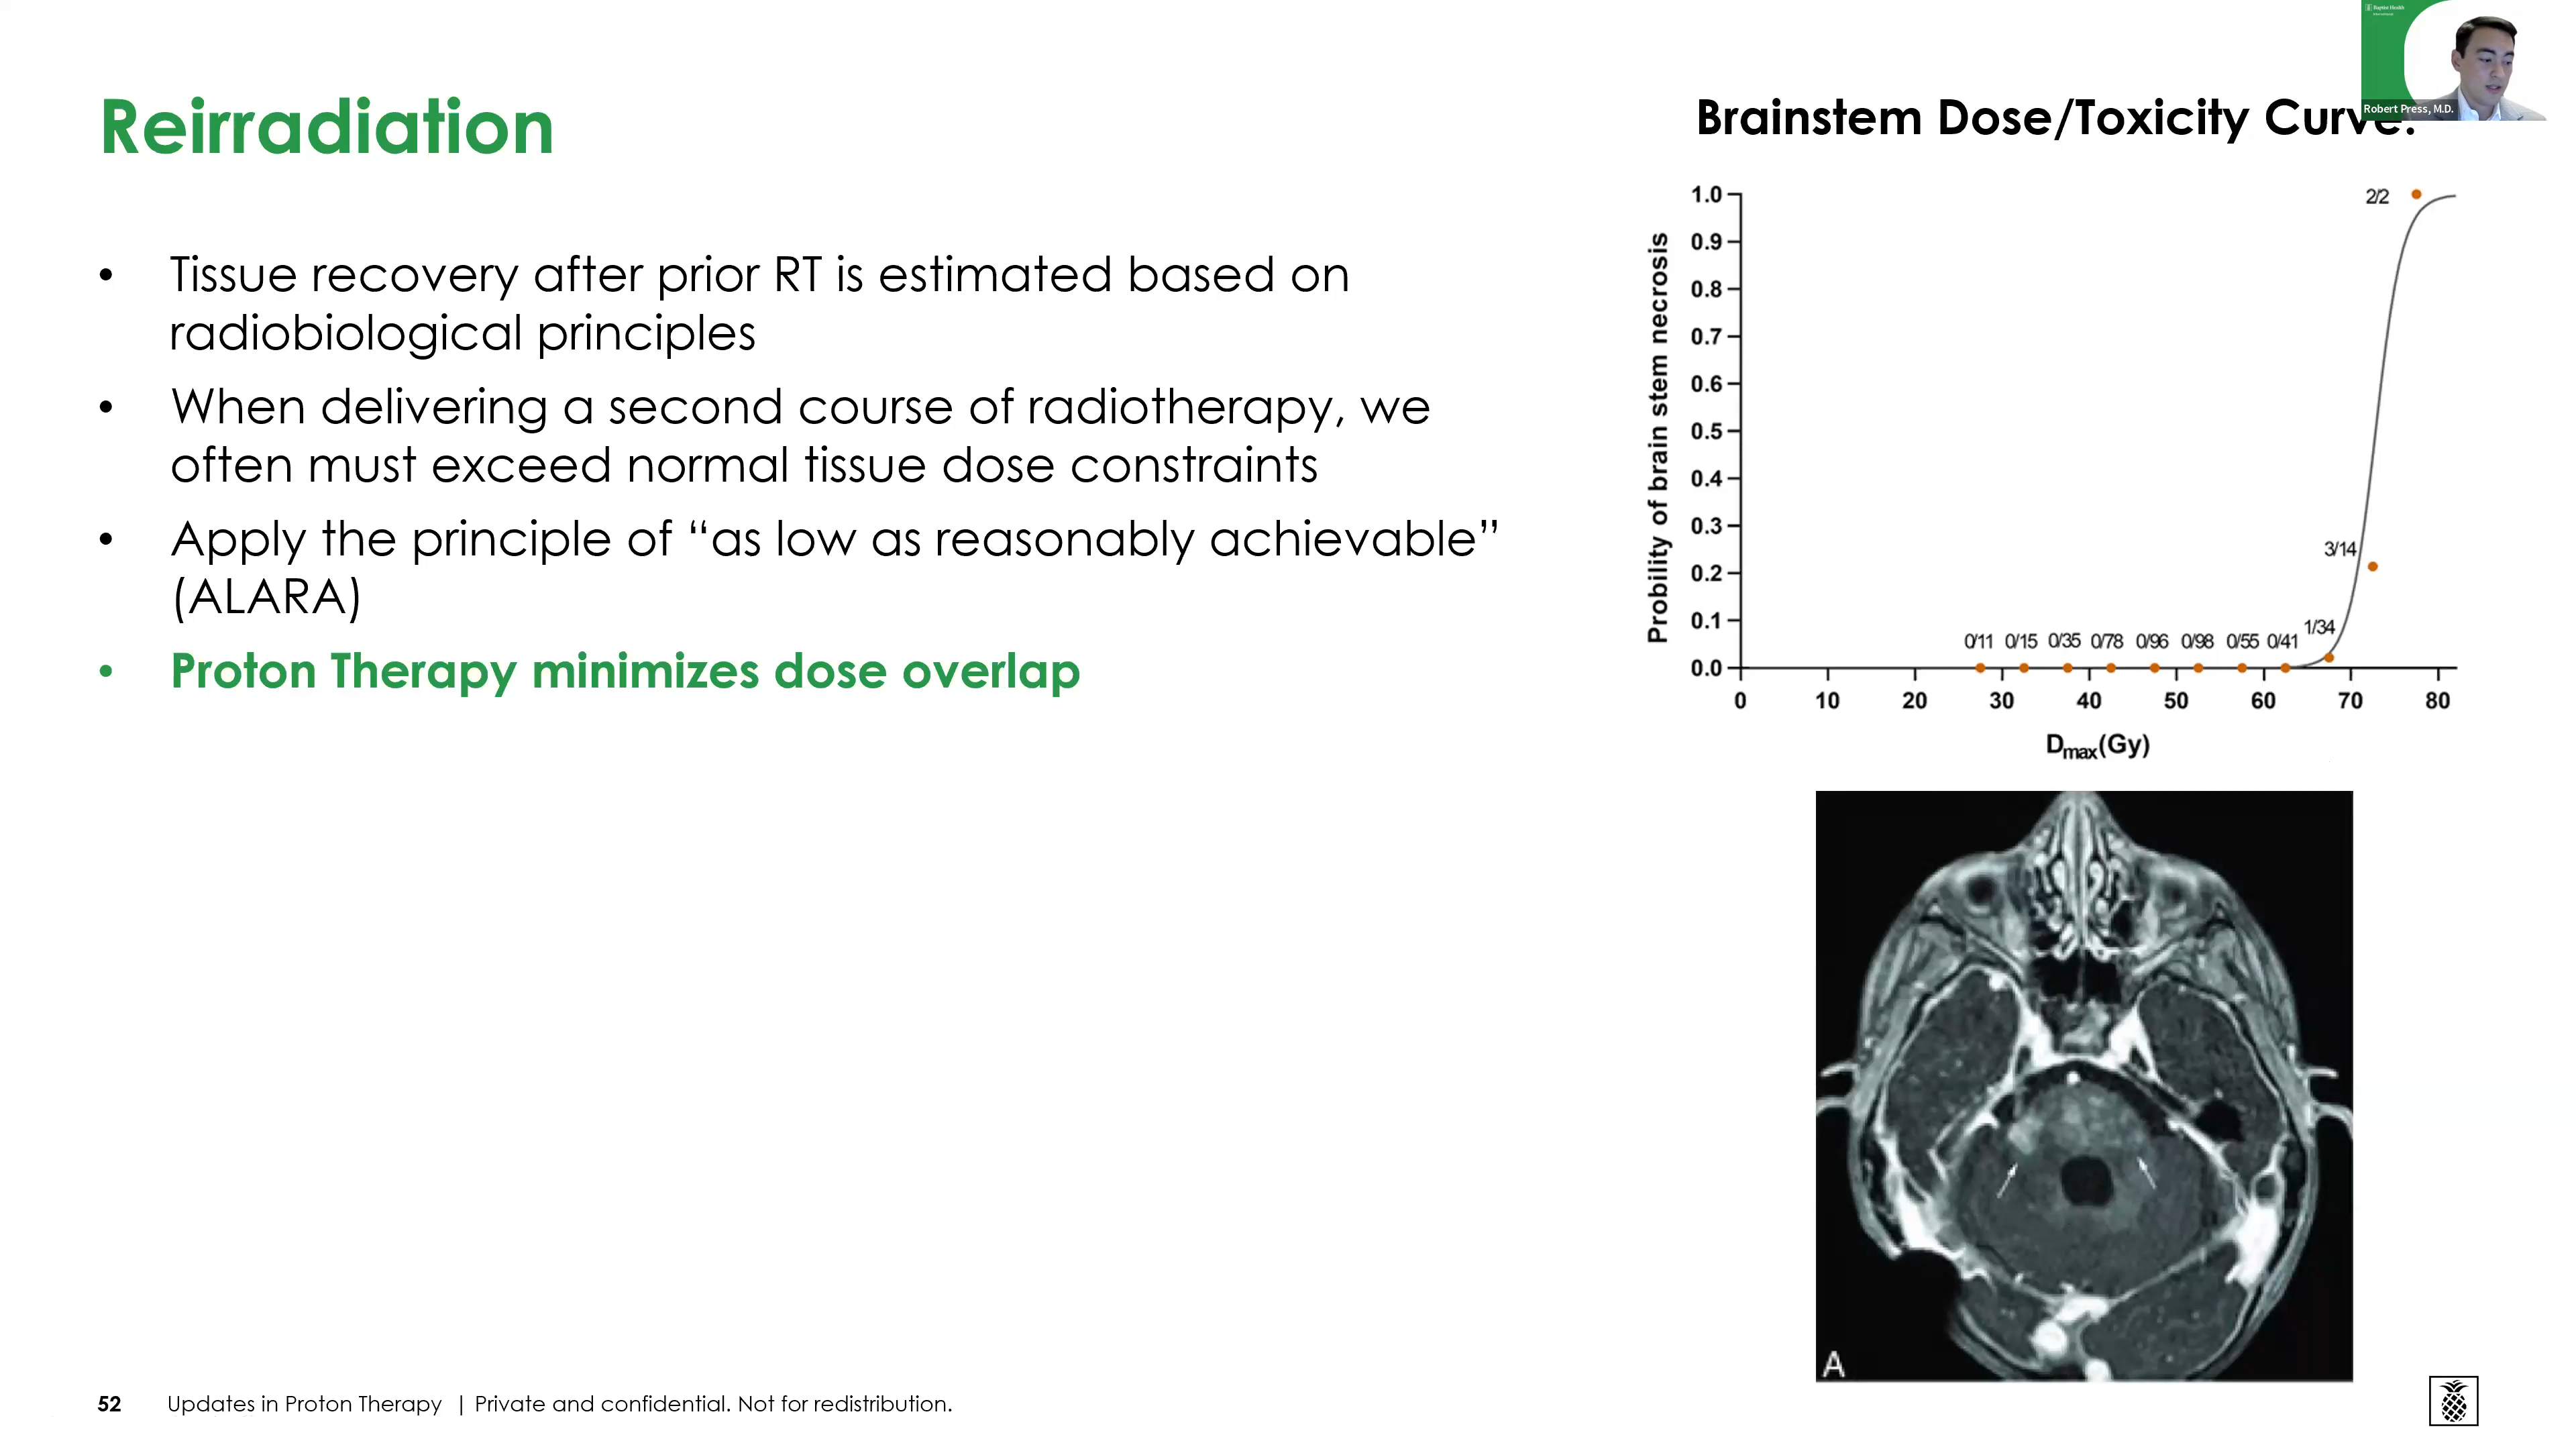 Baptist Health
International
Robert Press, M.D.
Reirradiation
• Tissue recovery after prior RT is estimated based on
radiobiological principles
• When delivering a second course of radiotherapy, we
often must exceed normal tissue dose constraints
• Apply the principle of “as low as reasonably achievable”
(ALARA)
• Proton Therapy minimizes dose overlap
Brainstem Dose/Toxicity Curve:
Probility of brain stem necrosis
1.0
0.9
0.8
0.7
0.6
0.5
0.4
0.3
0.2
0.1
0.0
0/11 0/15 0/35 0/78 0/96 0/98 0/55 0/41 1/34 3/14 2/2
0 10 20 30 40 50 60 70 80
Dmax(Gy)
A
52 Updates in Proton Therapy | Private and confidential. Not for redistribution.